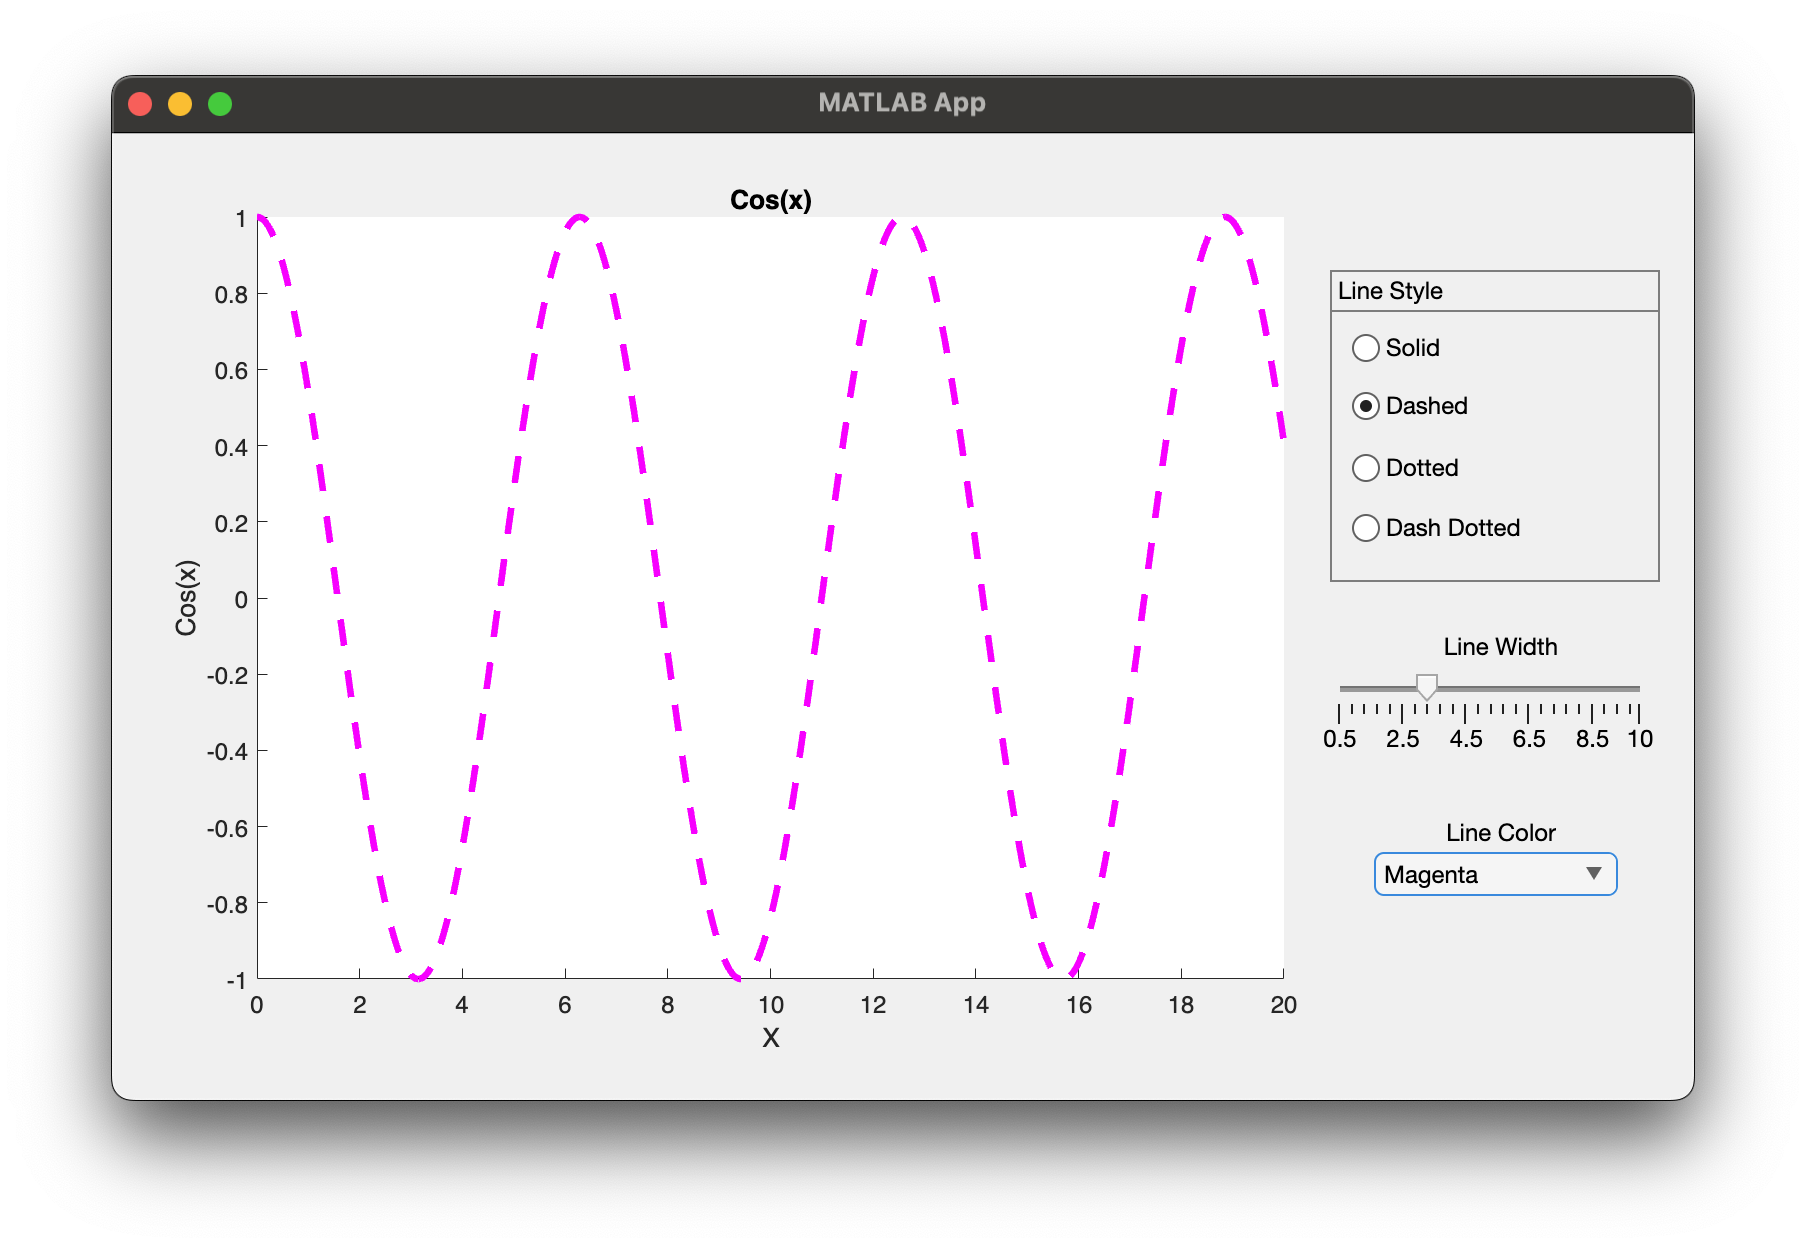 MATLAB App
Cos(x)
1
0.8
0.6
0.4
0.2
0
-0.2
-0.4
-0.6
-0.8
-1
Cos(x)
0 2 4 6 8 10 12 14 16 18 20
X
Line Style
Solid
Dashed
Dotted
Dash Dotted
Line Width
0.5 2.5 4.5 6.5 8.5 10
Line Color
Magenta